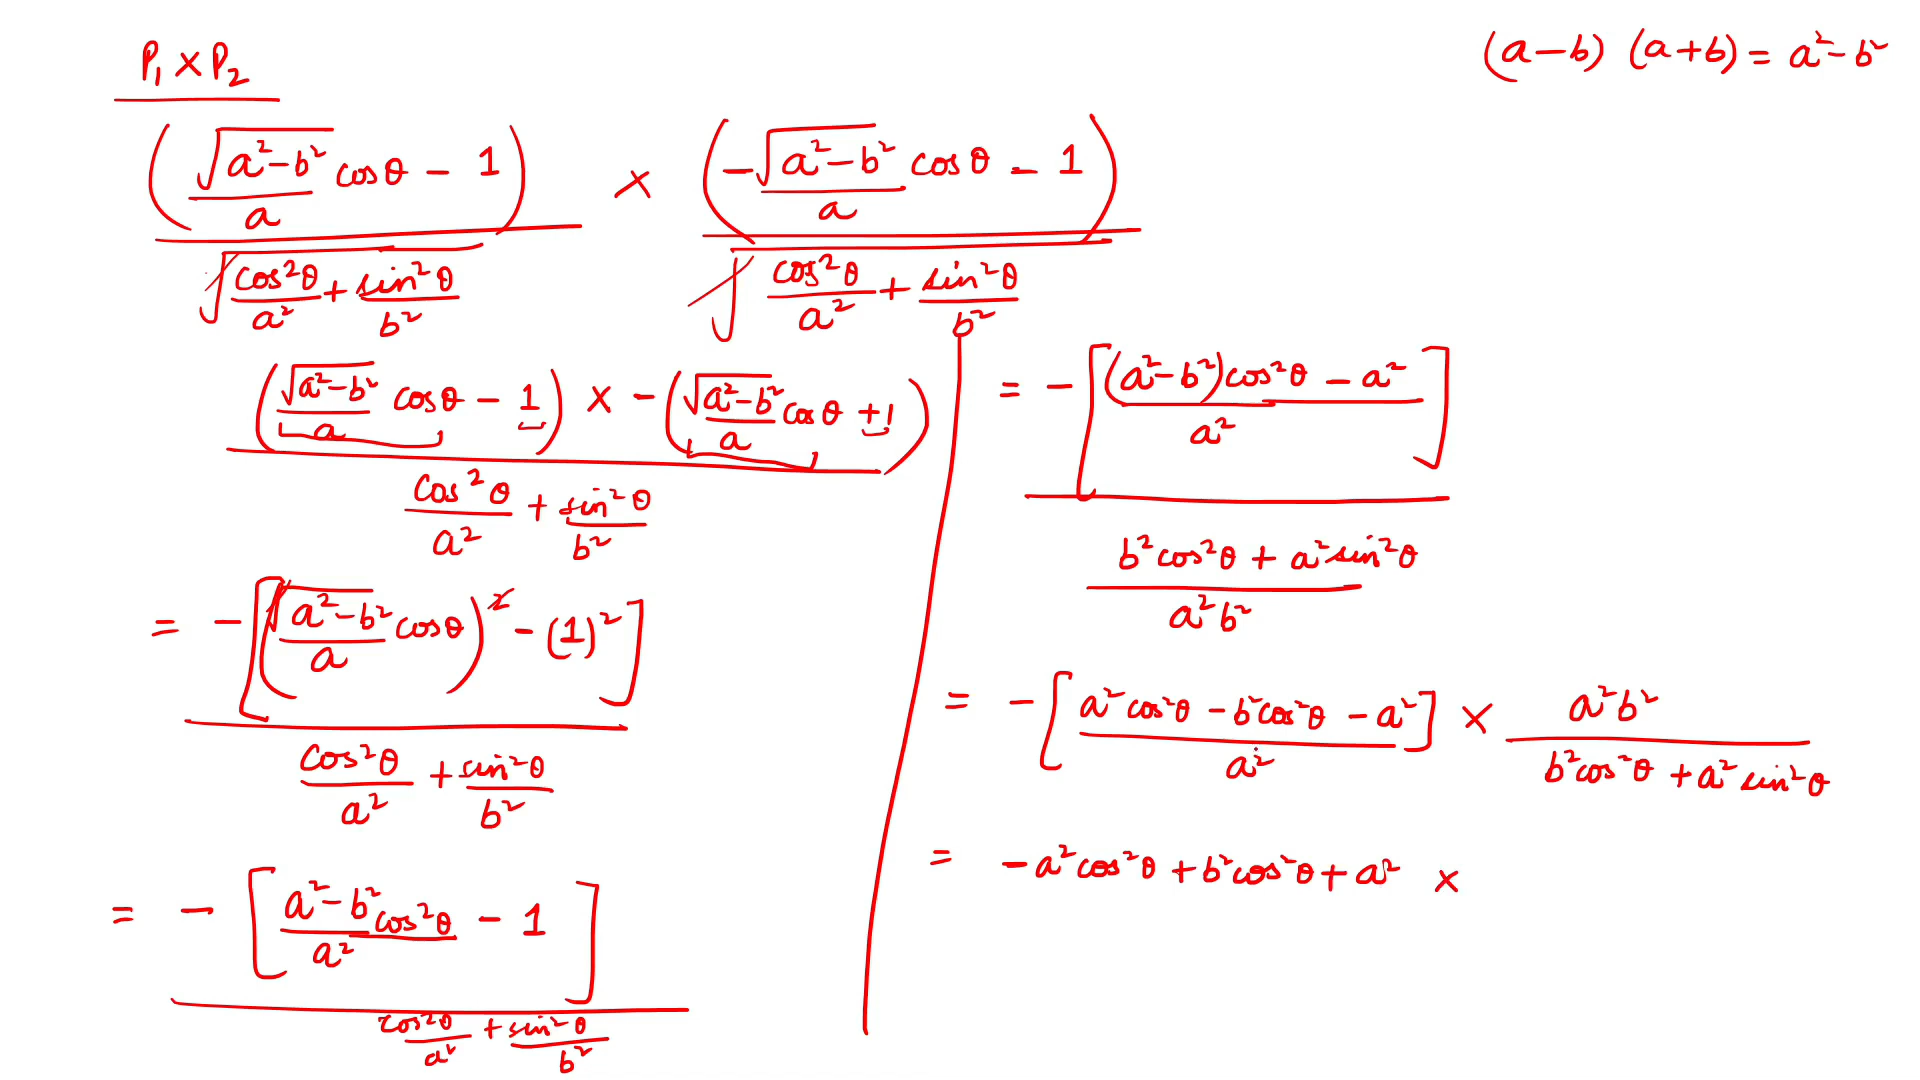 P₁ × P₂
(a−b) (a+b) = a²−b²
(√(a²−b²)/a cosθ − 1) / √(cos²θ/a² + sin²θ/b²) × (−√(a²−b²)/a cosθ − 1) / √(cos²θ/a² + sin²θ/b²)
(√(a²−b²)/a cosθ − 1) × −(√(a²−b²)/a cosθ + 1) / (cos²θ/a² + sin²θ/b²)
= −[(√(a²−b²)/a cosθ)² − (1)²] / (cos²θ/a² + sin²θ/b²)
= −[(a²−b² cos²θ)/a² − 1] / (cos²θ/a² + sin²θ/b²)
= −[((a²−b²)cos²θ − a²)/a²] / ((b²cos²θ + a²sin²θ)/(a²b²))
= −[(a²cos²θ − b²cos²θ − a²)/a²] × a²b²/(b²cos²θ + a²sin²θ)
= −a²cos²θ + b²cos²θ + a² ×